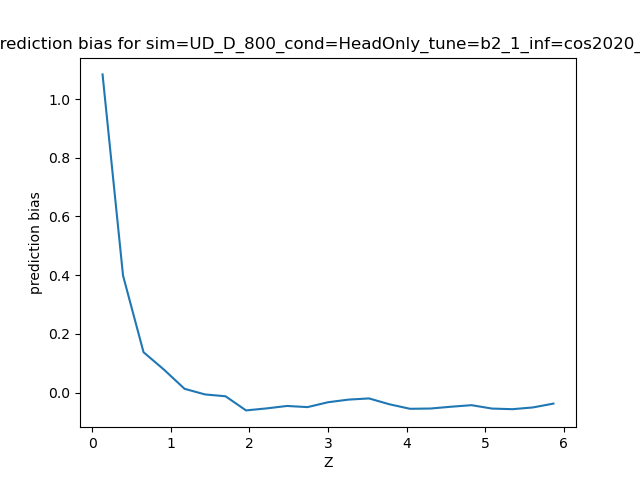 rediction bias for sim=UD_D_800_cond=HeadOnly_tune=b2_1_inf=cos2020_
1.0
0.8
0.6
0.4
0.2
0.0
prediction bias
0 1 2 3 4 5 6
Z